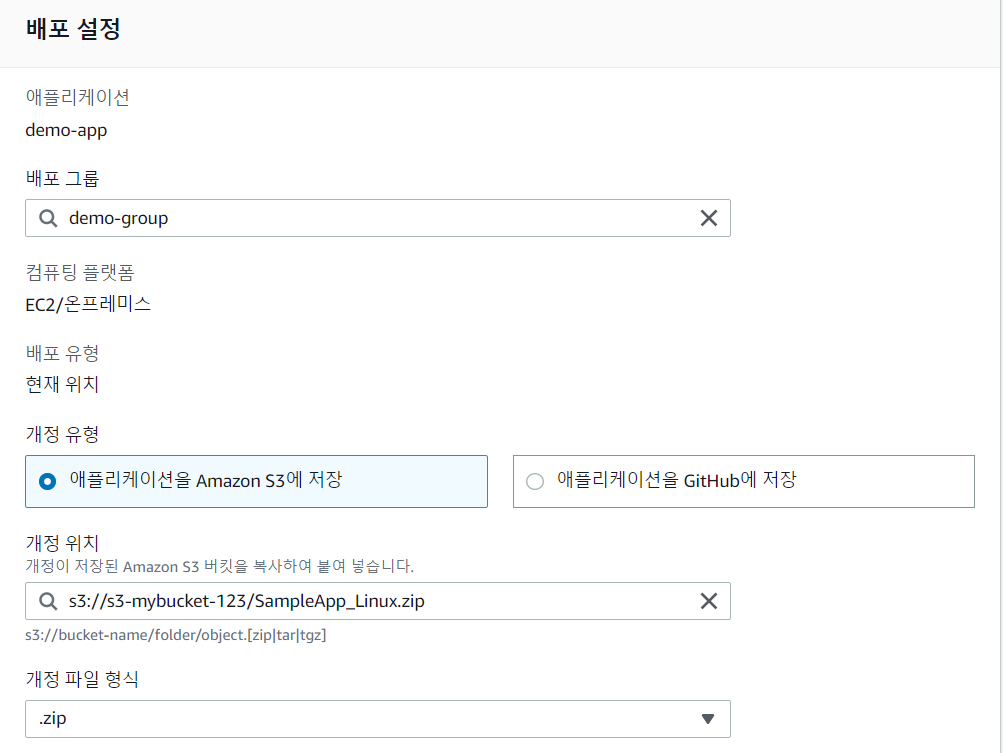 배포 설정
애플리케이션
demo-app
배포 그룹
demo-group
컴퓨팅 플랫폼
EC2/온프레미스
배포 유형
현재 위치
개정 유형
애플리케이션을 Amazon S3에 저장
애플리케이션을 GitHub에 저장
개정 위치
개정이 저장된 Amazon S3 버킷을 복사하여 붙여 넣습니다.
s3://s3-mybucket-123/SampleApp_Linux.zip
s3://bucket-name/folder/object.[zip|tar|tgz]
개정 파일 형식
.zip